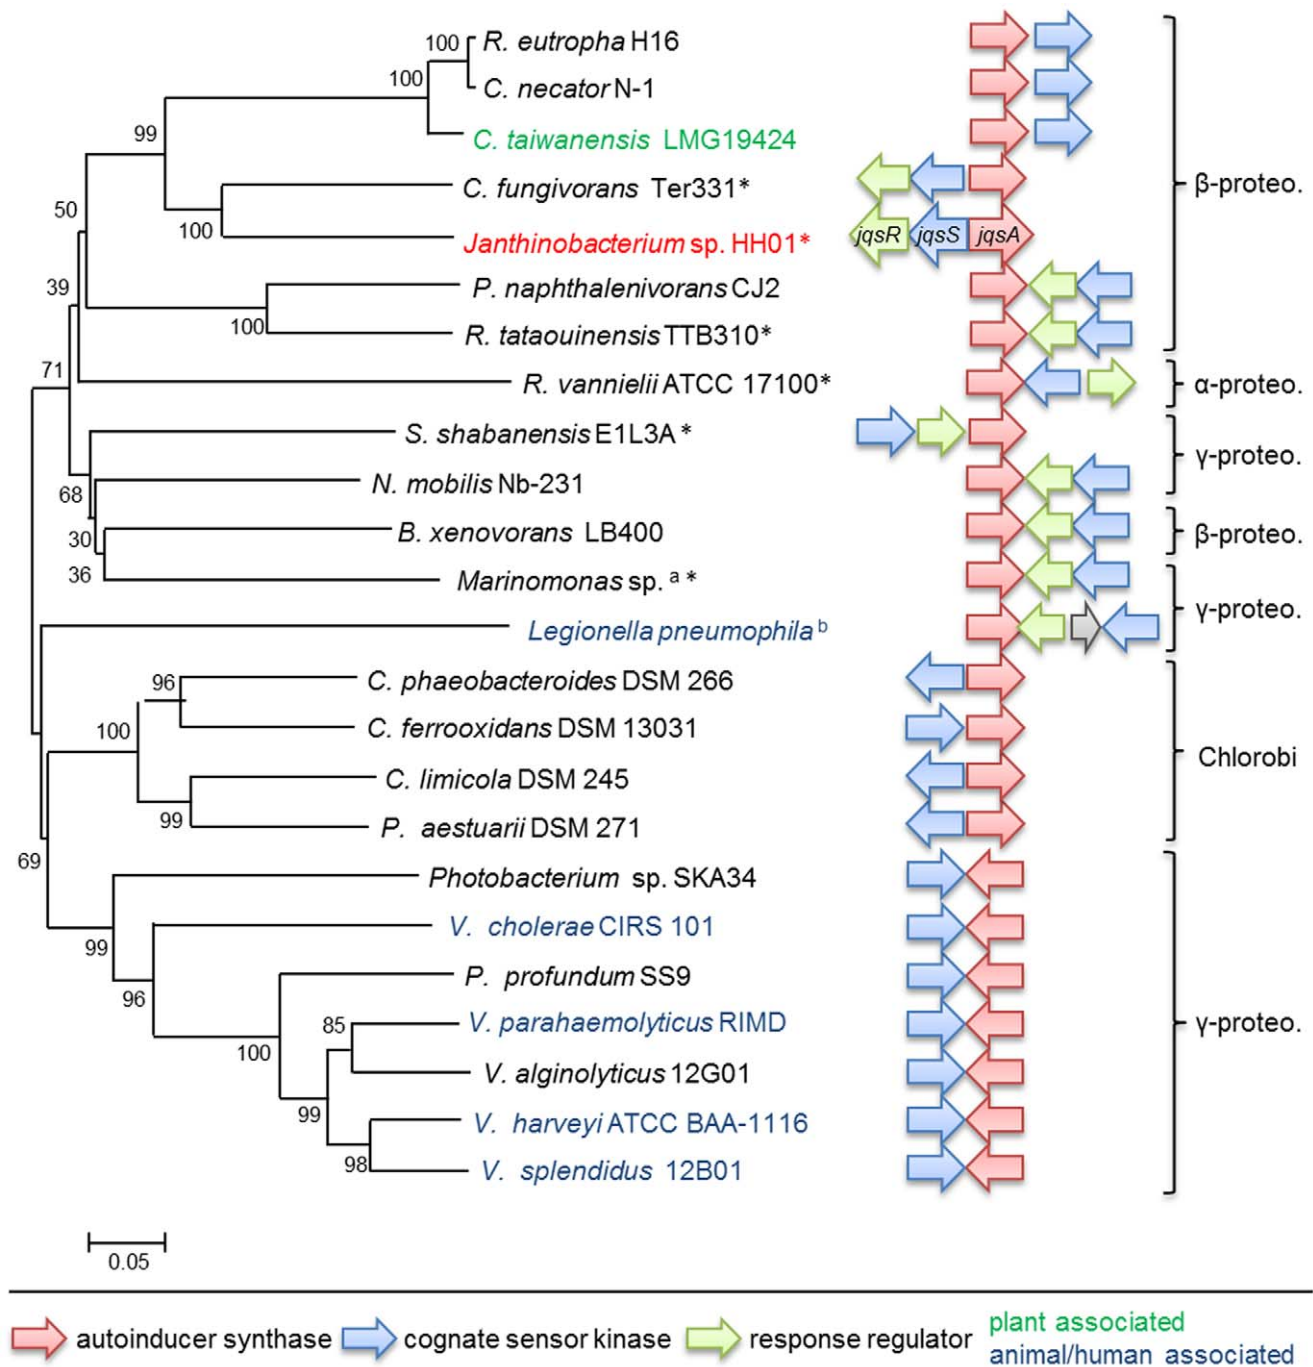 100
R. eutropha H16
100
C. necator N-1
99
C. taiwanensis LMG19424
C. fungivorans Ter331*
β-proteo.
50
100
Janthinobacterium sp. HH01*
jqsR
jqsS
jqsA
39
P. naphthalenivorans CJ2
100
R. tataouinensis TTB310*
71
R. vannielii ATCC 17100*
α-proteo.
S. shabanensis E1L3A*
γ-proteo.
68
N. mobilis Nb-231
30
B. xenovorans LB400
β-proteo.
36
Marinomonas sp. a *
γ-proteo.
Legionella pneumophila b
96
C. phaeobacteroides DSM 266
100
C. ferrooxidans DSM 13031
Chlorobi
C. limicola DSM 245
99
P. aestuarii DSM 271
69
Photobacterium sp. SKA34
99
V. cholerae CIRS 101
96
P. profundum SS9
85
V. parahaemolyticus RIMD
γ-proteo.
100
V. alginolyticus 12G01
99
V. harveyi ATCC BAA-1116
98
V. splendidus 12B01
0.05
autoinducer synthase
cognate sensor kinase
response regulator
plant associated
animal/human associated